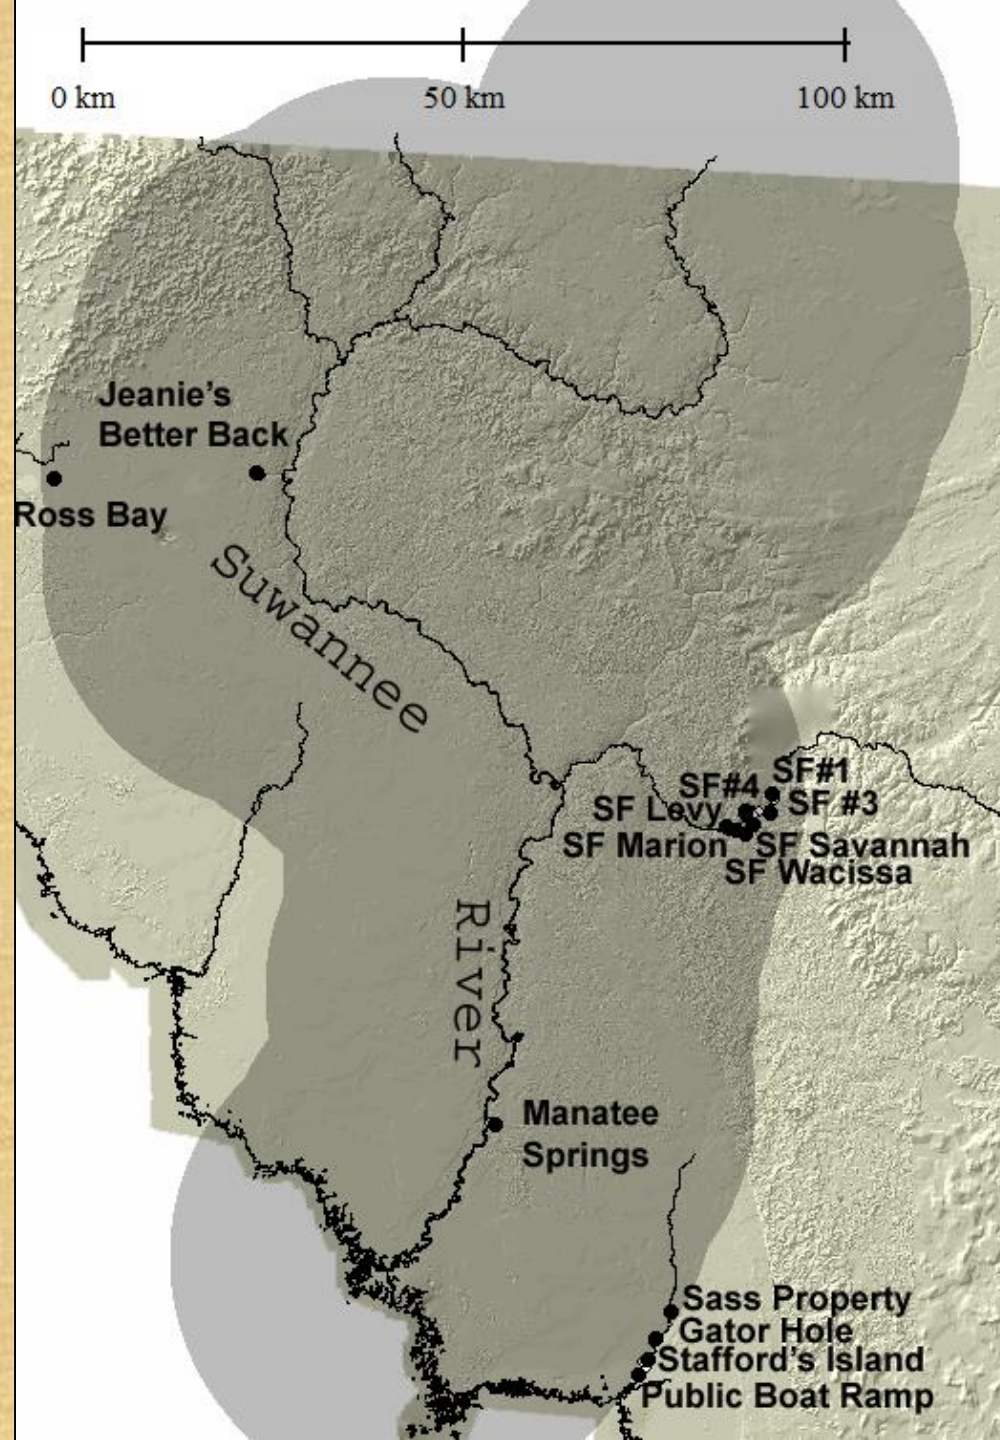 0 km 50 km 100 km
Jeanie's
Better Back
Ross Bay
Suwannee
SF#1
SF#4
SF #3
SF Levy
SF Marion
SF Savannah
SF Wacissa
River
Manatee
Springs
Sass Property
Gator Hole
Stafford's Island
Public Boat Ramp